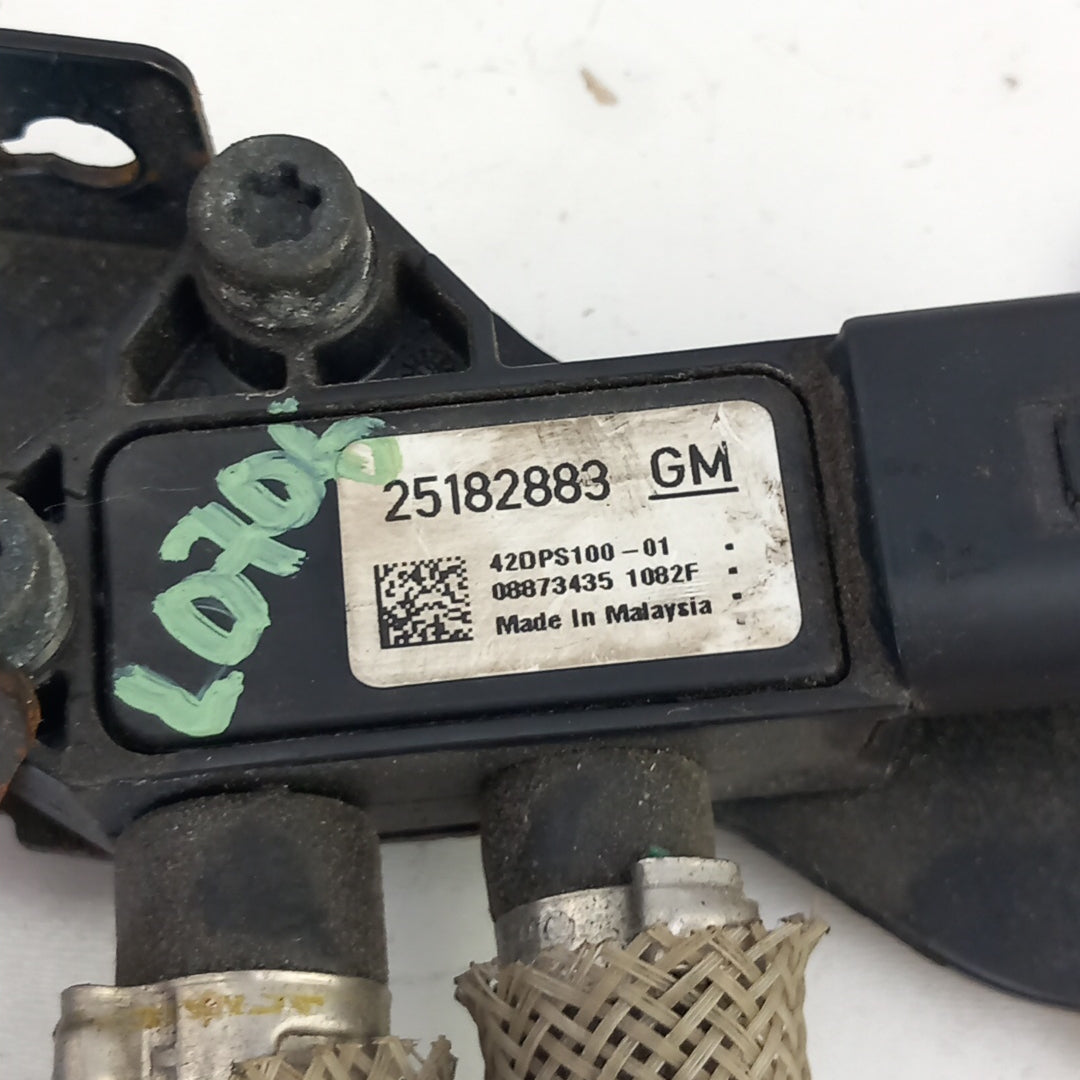 25182883 GM
42DPS100-01
08873435 1082F
Made In Malaysia